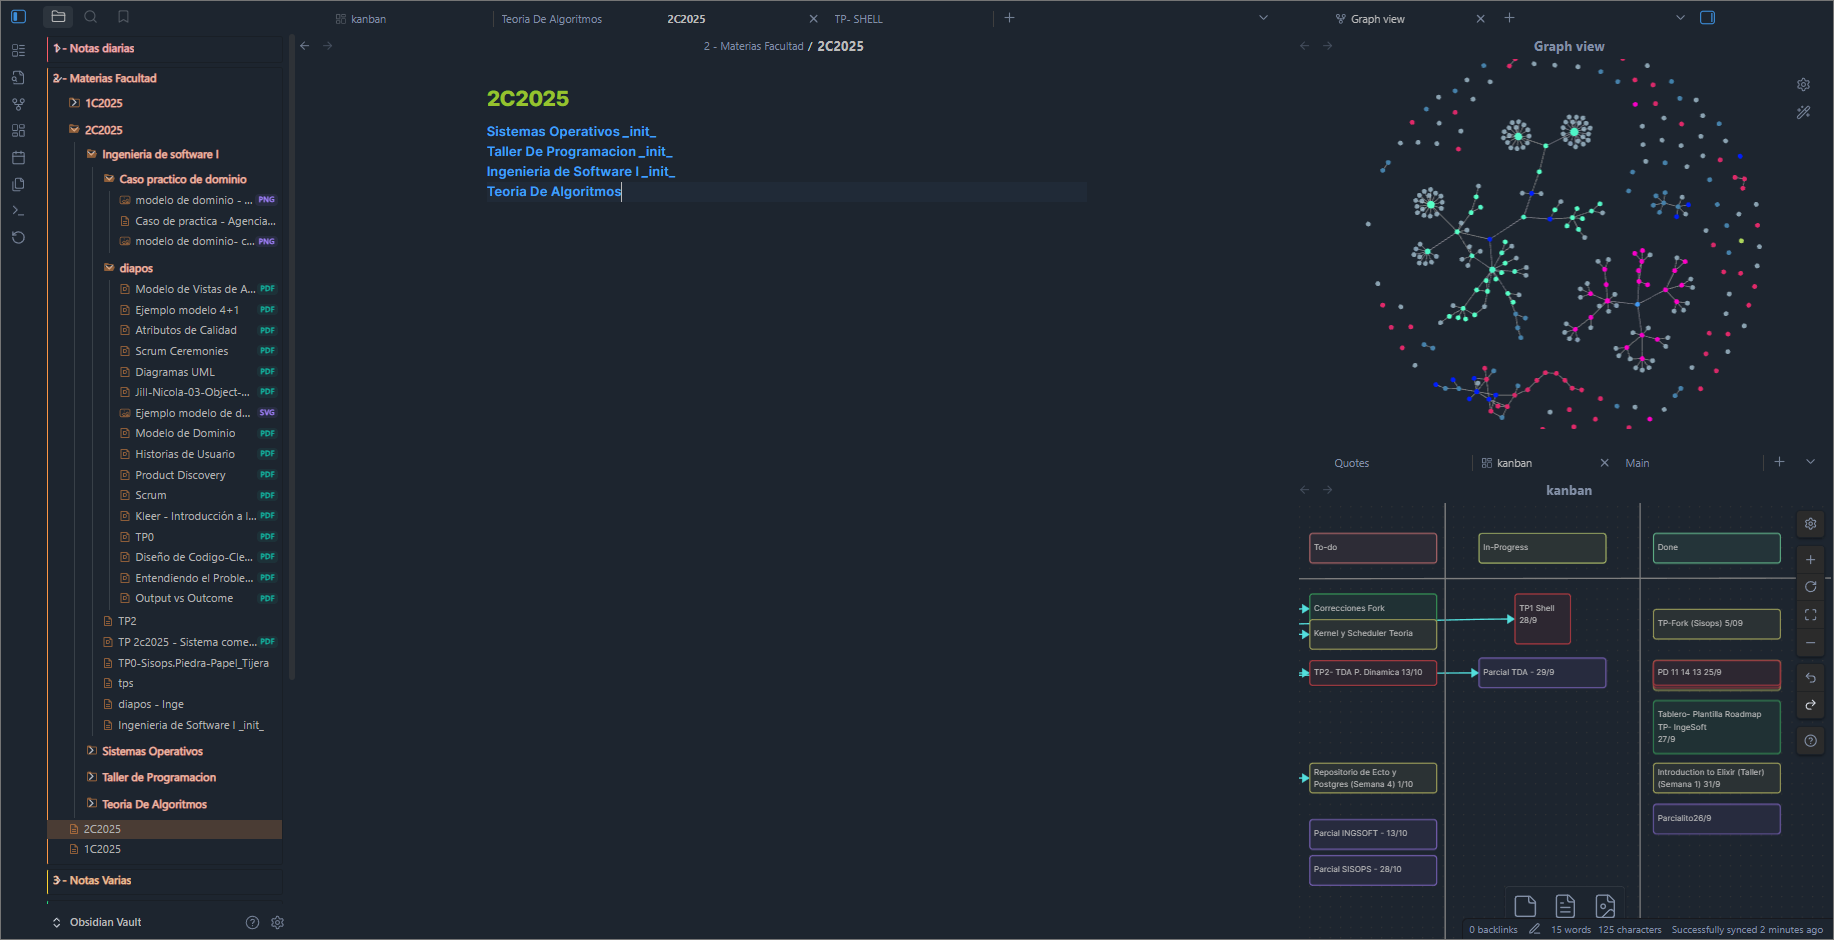 kanban
Teoria De Algoritmos
2C2025
TP- SHELL
Graph view
1 - Notas diarias
2 - Materias Facultad
1C2025
2C2025
Ingenieria de software I
Caso practico de dominio
modelo de dominio - ... PNG
Caso de practica - Agencia...
modelo de dominio- c... PNG
diapos
Modelo de Vistas de A... PDF
Ejemplo modelo 4+1 PDF
Atributos de Calidad PDF
Scrum Ceremonies PDF
Diagramas UML PDF
Jill-Nicola-03-Object-... PDF
Ejemplo modelo de d... SVG
Modelo de Dominio PDF
Historias de Usuario PDF
Product Discovery PDF
Scrum PDF
Kleer - Introducción a l... PDF
TP0 PDF
Diseño de Codigo-Cle... PDF
Entendiendo el Proble... PDF
Output vs Outcome PDF
TP2
TP 2c2025 - Sistema come... PDF
TP0-Sisops.Piedra-Papel_Tijera
tps
diapos - Inge
Ingenieria de Software I _init_
Sistemas Operativos
Taller de Programacion
Teoria De Algoritmos
2C2025
1C2025
3 - Notas Varias
Obsidian Vault
2 - Materias Facultad / 2C2025
2C2025
Sistemas Operativos _init_
Taller De Programacion _init_
Ingenieria de Software I _init_
Teoria De Algoritmos
Graph view
Quotes
kanban
Main
kanban
To-do
In-Progress
Done
Correcciones Fork
Kernel y Scheduler Teoria
TP2- TDA P. Dinamica 13/10
Repositorio de Ecto y
Postgres (Semana 4) 1/10
Parcial INGSOFT - 13/10
Parcial SISOPS - 28/10
TP1 Shell
28/9
Parcial TDA - 29/9
TP-Fork (Sisops) 5/09
PD 11 14 13 25/9
Tablero- Plantilla Roadmap
TP- IngeSoft
27/9
Introduction to Elixir (Taller)
(Semana 1) 31/9
Parcialito26/9
0 backlinks
15 words
125 characters
Successfully synced 2 minutes ago